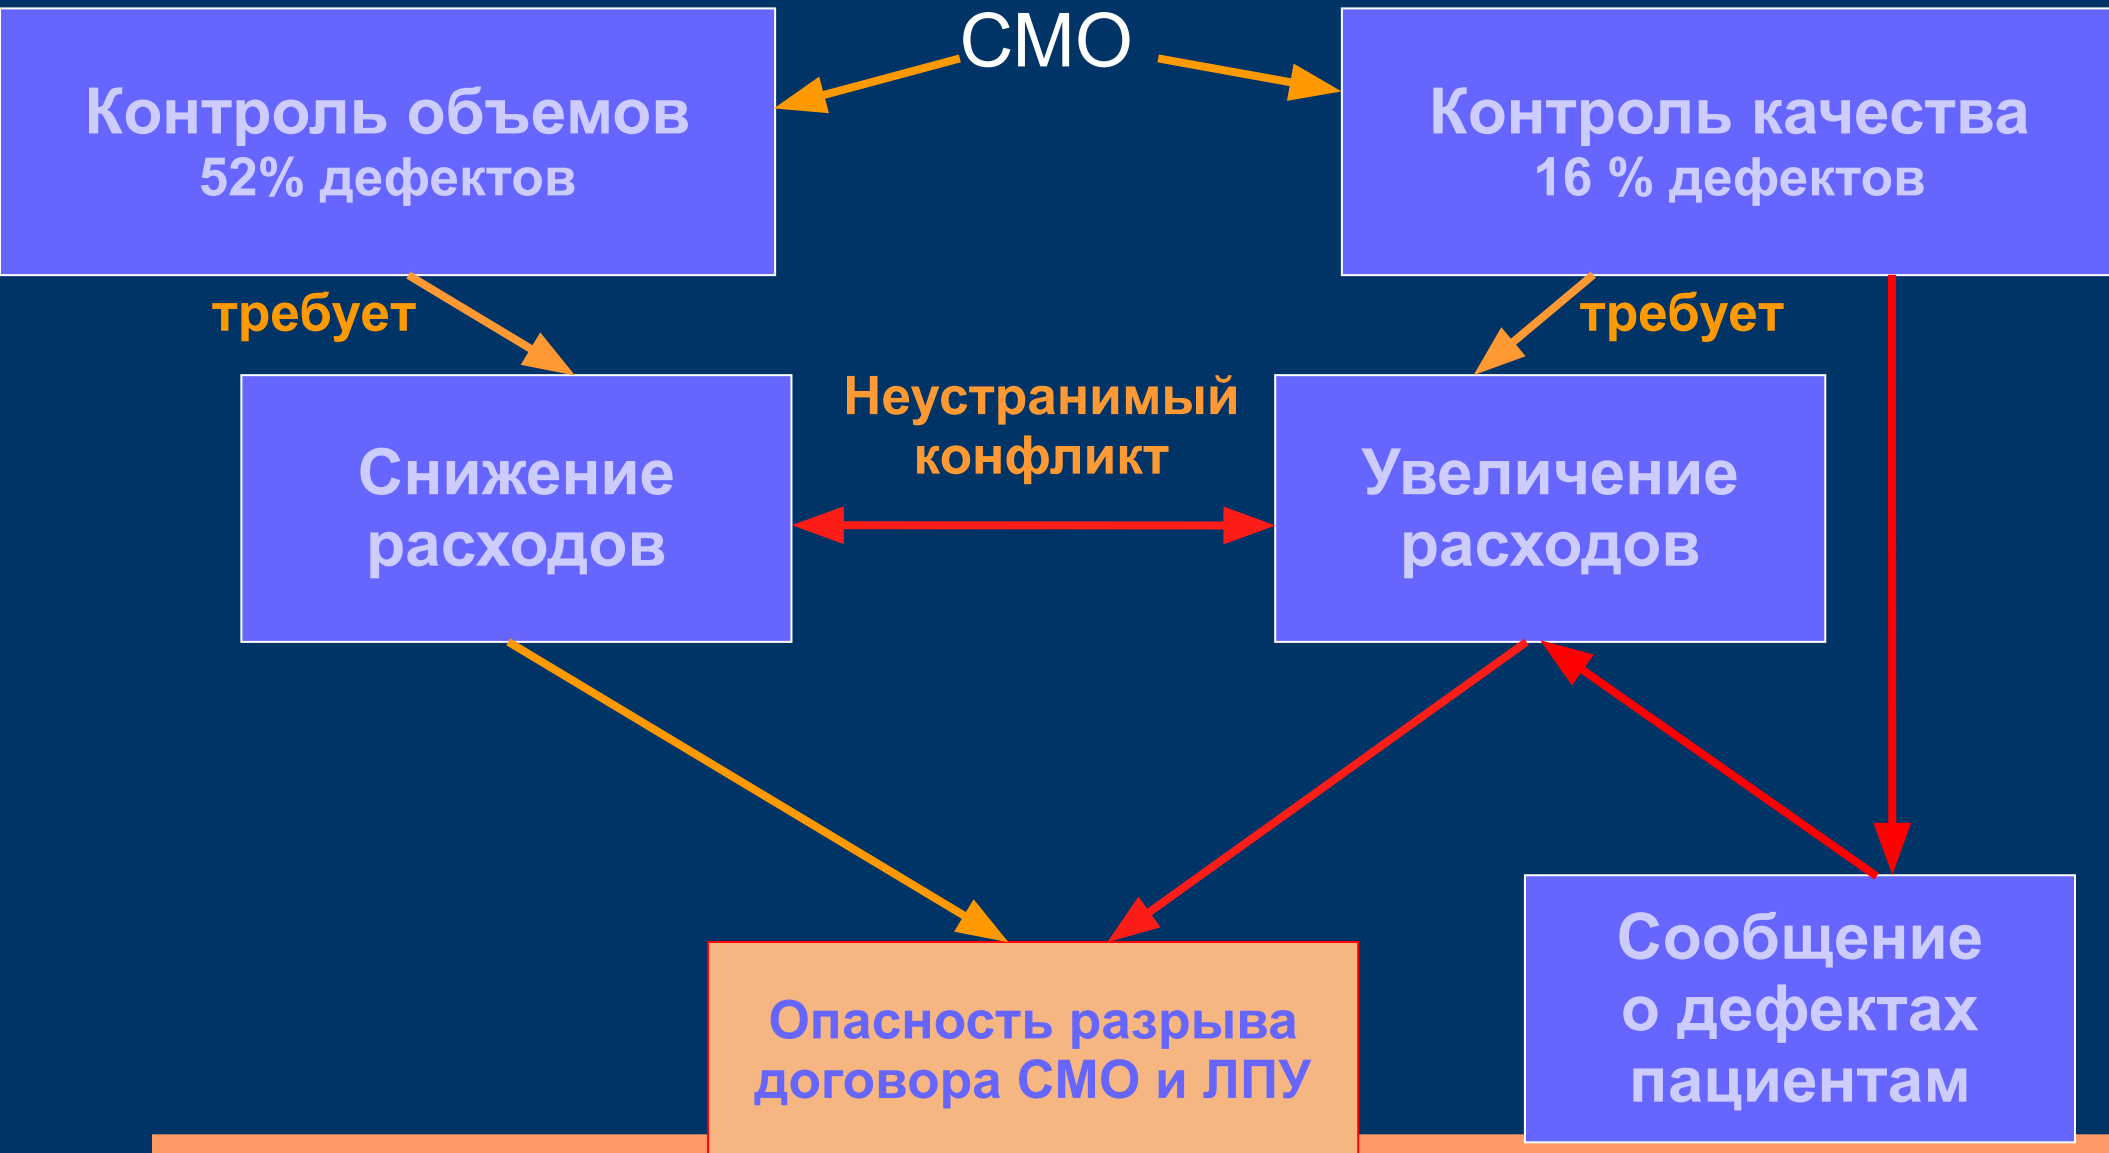 СМО
Контроль объемов
52% дефектов
Контроль качества
16 % дефектов
требует
требует
Неустранимый
конфликт
Снижение
расходов
Увеличение
расходов
Опасность разрыва
договора СМО и ЛПУ
Сообщение
о дефектах
пациентам